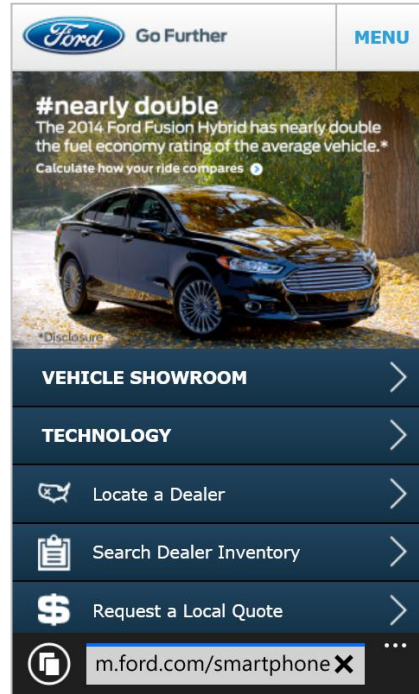 Ford Go Further MENU
#nearly double
The 2014 Ford Fusion Hybrid has nearly double
the fuel economy rating of the average vehicle.*
Calculate how your ride compares
*Disclosure
VEHICLE SHOWROOM
TECHNOLOGY
Locate a Dealer
Search Dealer Inventory
Request a Local Quote
m.ford.com/smartphone